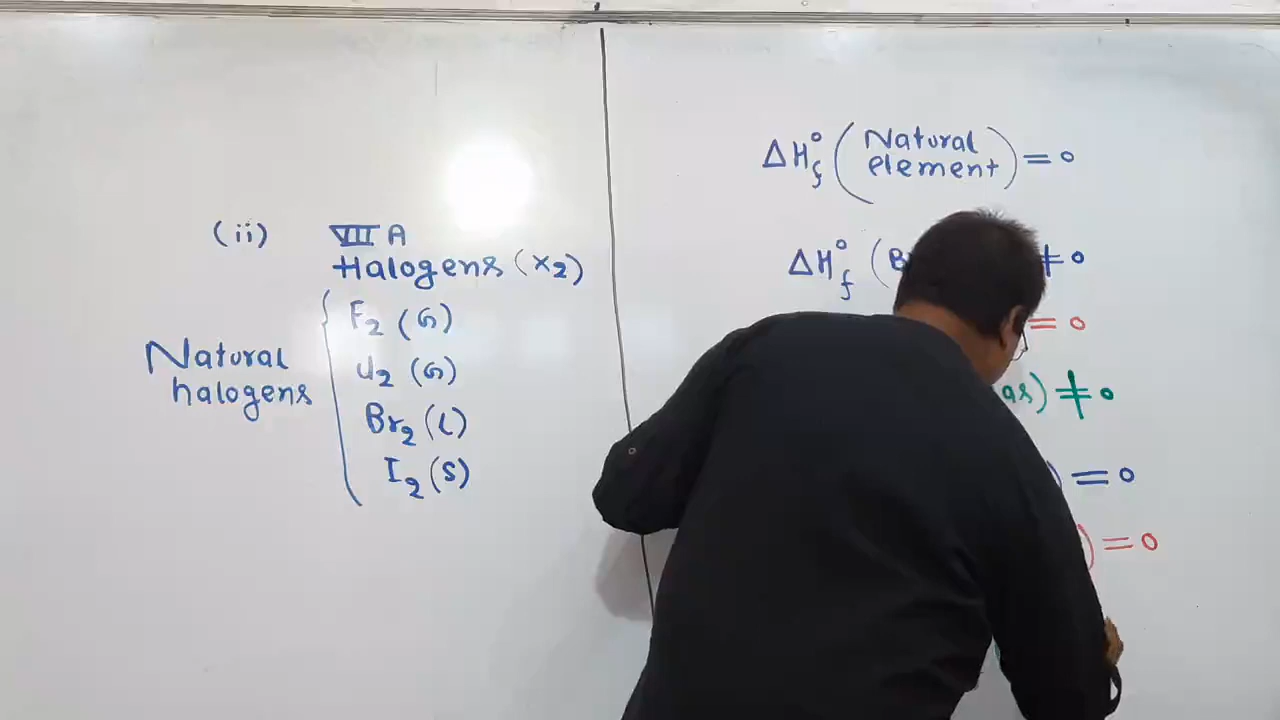 (ii) VII A
Halogens (X2)
Natural
halogens
F2 (G)
Cl2 (G)
Br2 (L)
I2 (S)
ΔH°f (Natural
element) = 0
ΔH°f (B ≠ 0
= 0
as) ≠ 0
) = 0
) = 0